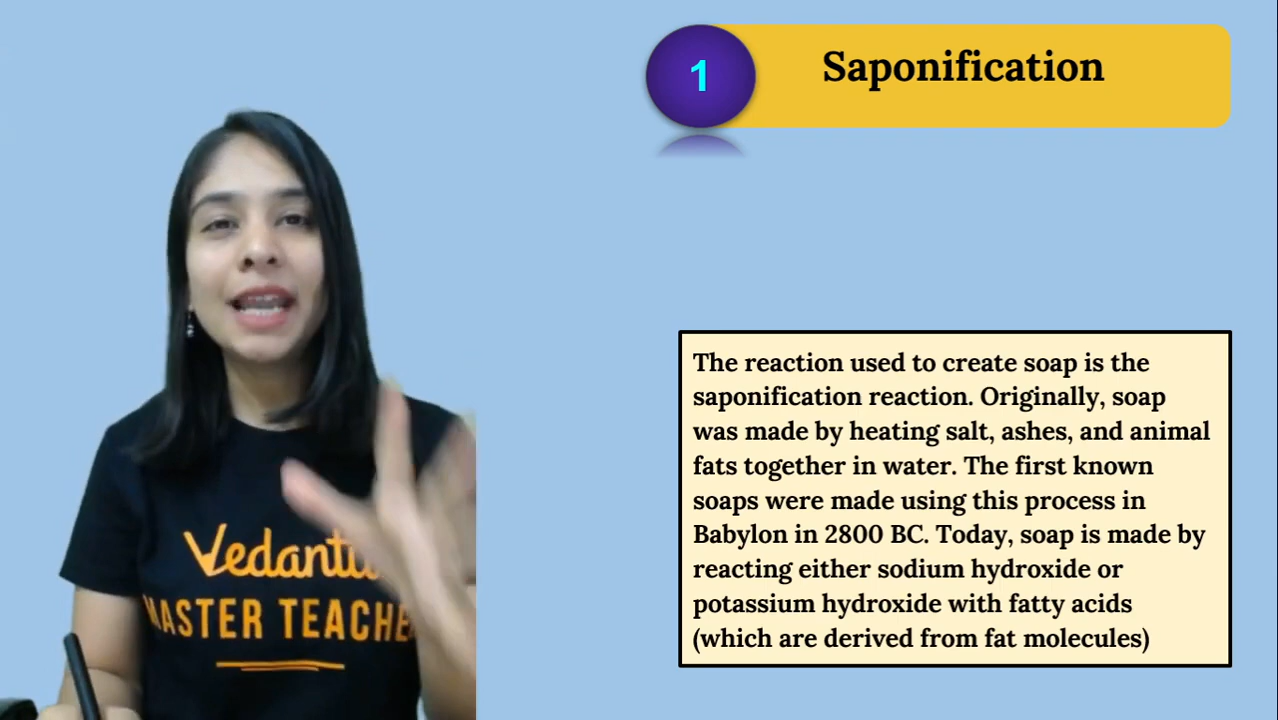 1
Saponification
The reaction used to create soap is the
saponification reaction. Originally, soap
was made by heating salt, ashes, and animal
fats together in water. The first known
soaps were made using this process in
Babylon in 2800 BC. Today, soap is made by
reacting either sodium hydroxide or
potassium hydroxide with fatty acids
(which are derived from fat molecules)
MASTER